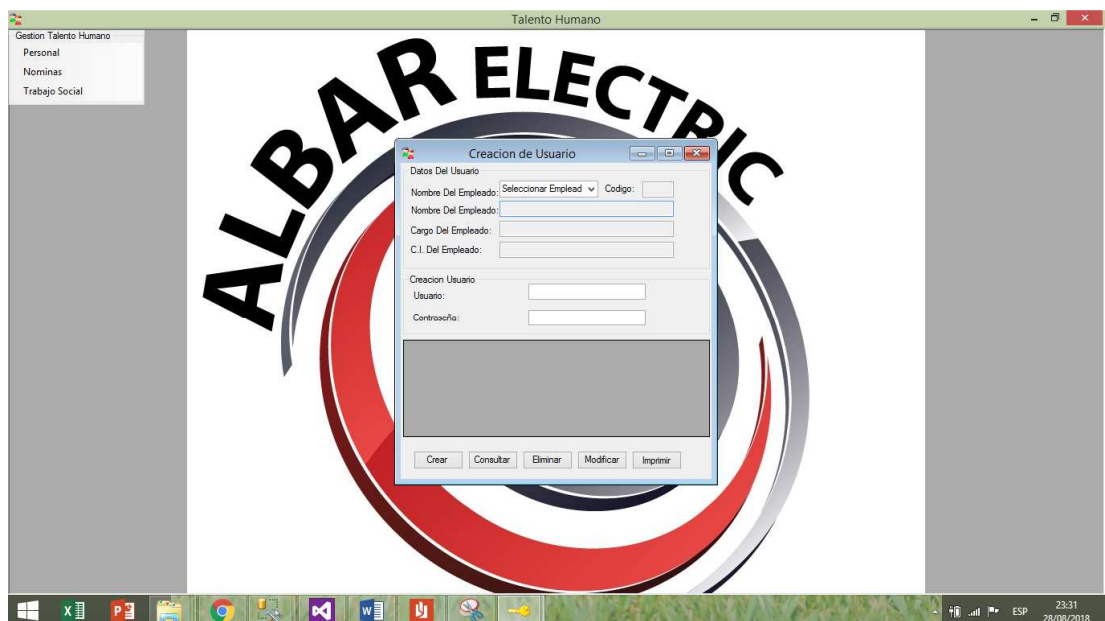 Talento Humano
Gestion Talento Humano
Personal
Nominas
Trabajo Social
ALBAR ELECTRIC
Creacion de Usuario
Datos Del Usuario
Nombre Del Empleado: Seleccionar Emplead Codigo:
Nombre Del Empleado:
Cargo Del Empleado:
C.I. Del Empleado:
Creacion Usuario
Usuario:
Contraseña:
Crear Consultar Eliminar Modificar Imprimir
ESP
23:31
28/08/2018